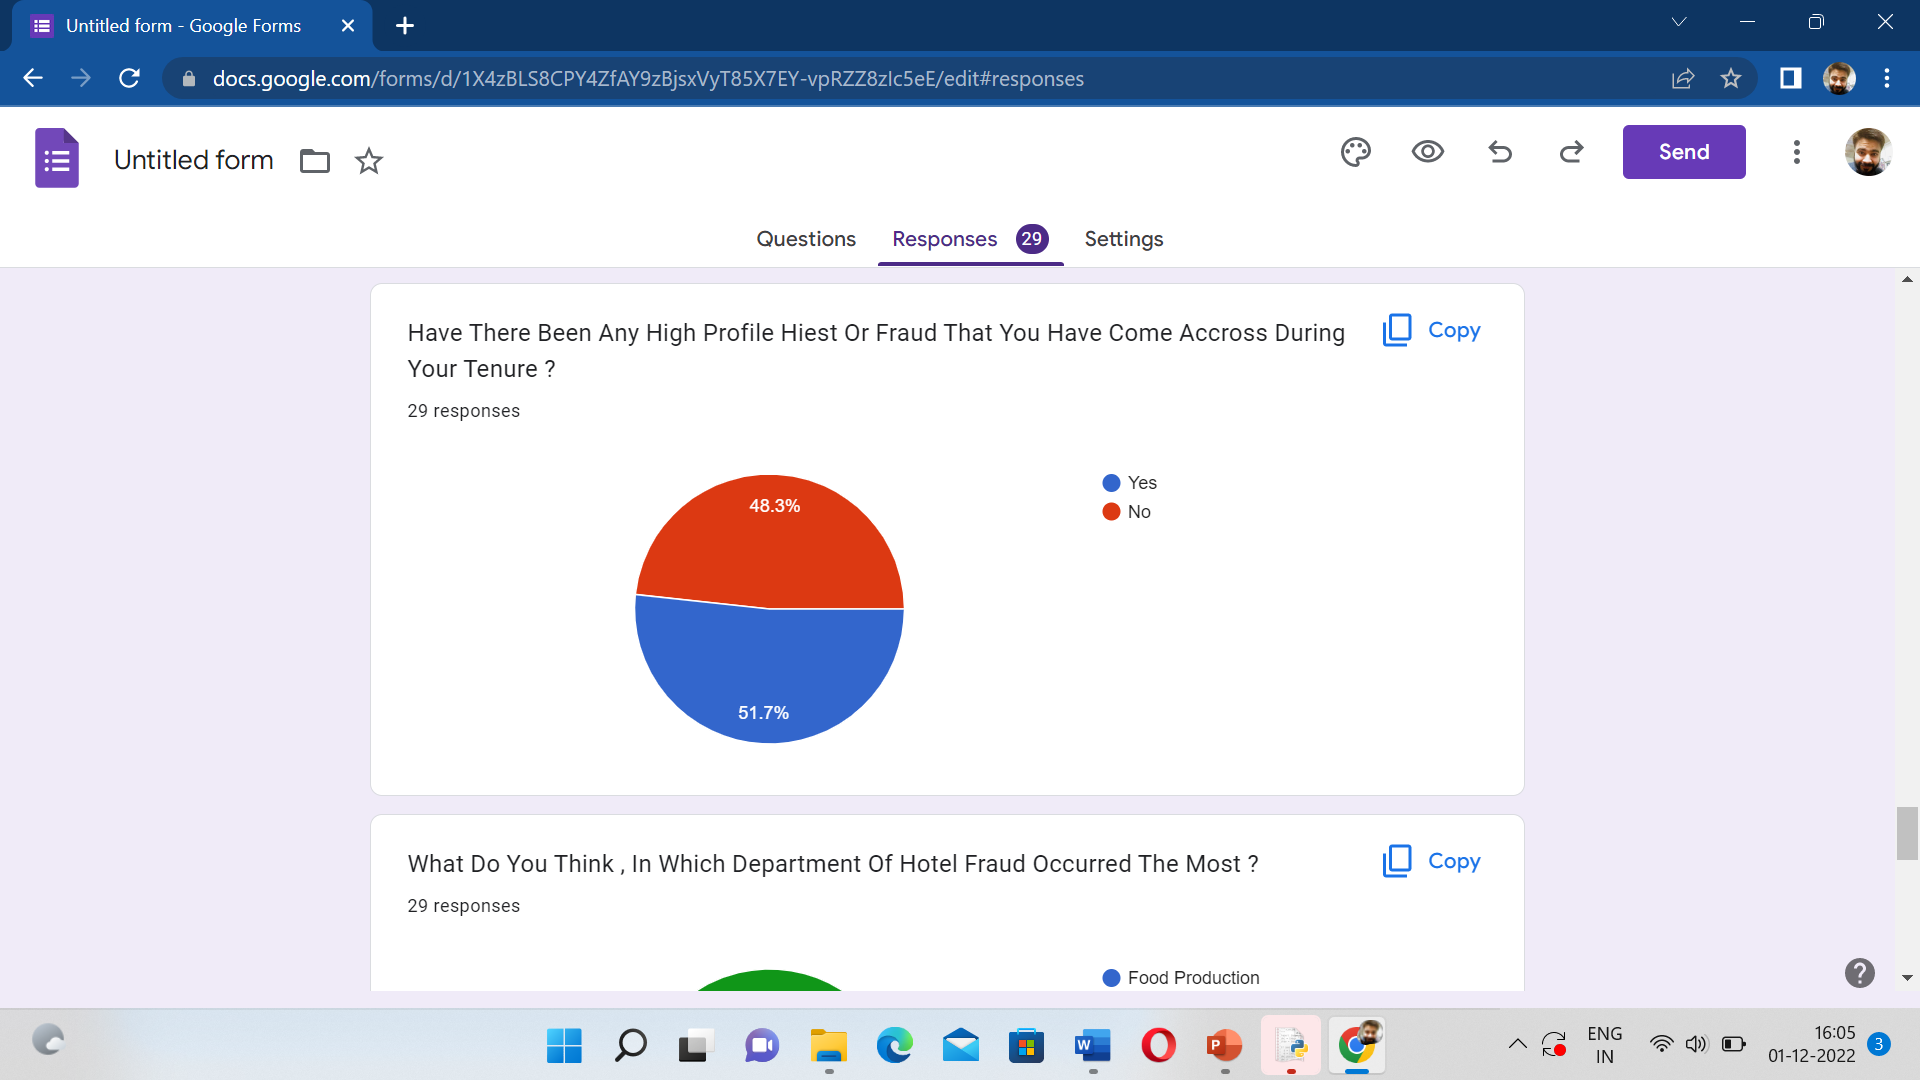 Untitled form - Google Forms
docs.google.com/forms/d/1X4zBLS8CPY4ZfAY9zBjsxVyT85X7EY-vpRZZ8zIc5eE/edit#responses
Untitled form
Send
Questions
Responses 29
Settings
Have There Been Any High Profile Hiest Or Fraud That You Have Come Accross During
Your Tenure ?
Copy
29 responses
48.3%
51.7%
Yes
No
What Do You Think , In Which Department Of Hotel Fraud Occurred The Most ?
Copy
29 responses
Food Production
W
P
ENG
IN
16:05
01-12-2022
3